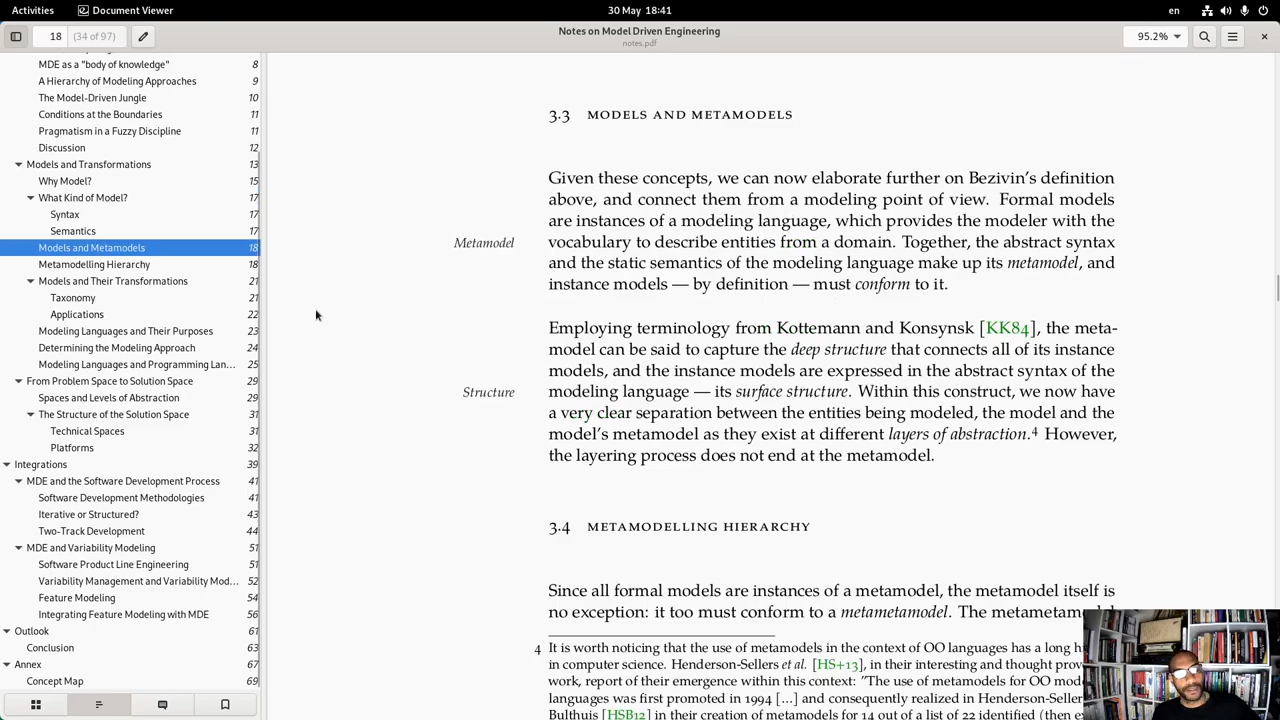 Activities
Document Viewer
30 May 18:41
en
18
(34 of 97)
Notes on Model Driven Engineering
notes.pdf
95.2%
MDE as a "body of knowledge" 8
A Hierarchy of Modeling Approaches 9
The Model-Driven Jungle 10
Conditions at the Boundaries 11
Pragmatism in a Fuzzy Discipline 11
Discussion 12
Models and Transformations 13
Why Model? 15
What Kind of Model? 17
Syntax 17
Semantics 17
Models and Metamodels 18
Metamodelling Hierarchy 18
Models and Their Transformations 21
Taxonomy 21
Applications 22
Modeling Languages and Their Purposes 23
Determining the Modeling Approach 24
Modeling Languages and Programming Lan... 25
From Problem Space to Solution Space 29
Spaces and Levels of Abstraction 29
The Structure of the Solution Space 31
Technical Spaces 31
Platforms 32
Integrations 39
MDE and the Software Development Process 41
Software Development Methodologies 41
Iterative or Structured? 43
Two-Track Development 44
MDE and Variability Modeling 51
Software Product Line Engineering 51
Variability Management and Variability Mod... 52
Feature Modeling 54
Integrating Feature Modeling with MDE 56
Outlook 61
Conclusion 63
Annex 67
Concept Map 69
3.3 MODELS AND METAMODELS
Given these concepts, we can now elaborate further on Bezivin's definition
above, and connect them from a modeling point of view. Formal models
are instances of a modeling language, which provides the modeler with the
Metamodel
vocabulary to describe entities from a domain. Together, the abstract syntax
and the static semantics of the modeling language make up its metamodel, and
instance models — by definition — must conform to it.
Employing terminology from Kottemann and Konsynsk [KK84], the meta-
model can be said to capture the deep structure that connects all of its instance
models, and the instance models are expressed in the abstract syntax of the
Structure
modeling language — its surface structure. Within this construct, we now have
a very clear separation between the entities being modeled, the model and the
model's metamodel as they exist at different layers of abstraction.4 However,
the layering process does not end at the metamodel.
3.4 METAMODELLING HIERARCHY
Since all formal models are instances of a metamodel, the metamodel itself is
no exception: it too must conform to a metametamodel. The metametamodel
4 It is worth noticing that the use of metamodels in the context of OO languages has a long
in computer science. Henderson-Sellers et al. [HS+13], in their interesting and thought
work, report of their emergence within this context: "The use of metamodels for OO
languages was first promoted in 1994 [...] and consequently realized in Henderson-Seller
Bulthuis [HSB12] in their creation of metamodels for 14 out of a list of 22 identified (then